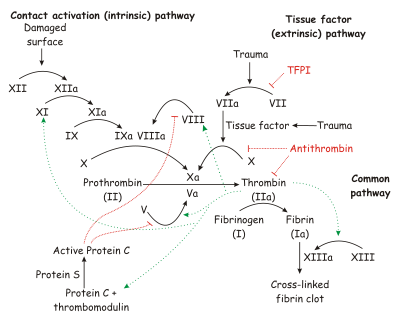 Contact activation (intrinsic) pathway
Damaged
surface
Tissue factor
(extrinsic) pathway
Trauma
TFPI
XII
XIIa
XI
XIa
IX
IXa
VIIIa
VIII
VIIa
VII
Tissue factor
Trauma
X
Xa
X
Antithrombin
Prothrombin
(II)
Va
Thrombin
(IIa)
Common
pathway
V
Fibrinogen
(I)
Fibrin
(Ia)
Active Protein C
XIIIa
XIII
Protein S
Cross-linked
fibrin clot
Protein C +
thrombomodulin